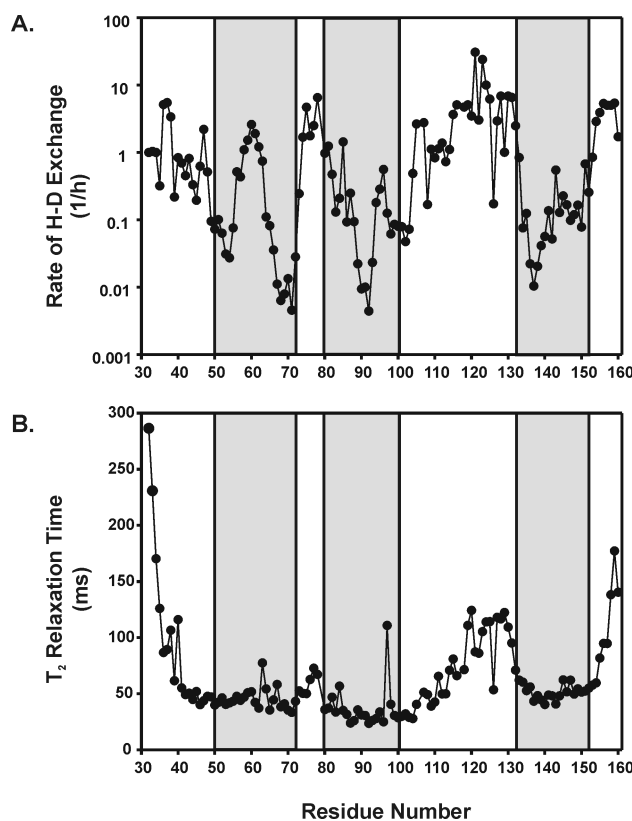 A.
Rate of H-D Exchange
(1/h)
100
10
1
0.1
0.01
0.001
30 40 50 60 70 80 90 100 110 120 130 140 150 160
B.
T₂ Relaxation Time
(ms)
300
250
200
150
100
50
0
30 40 50 60 70 80 90 100 110 120 130 140 150 160
Residue Number